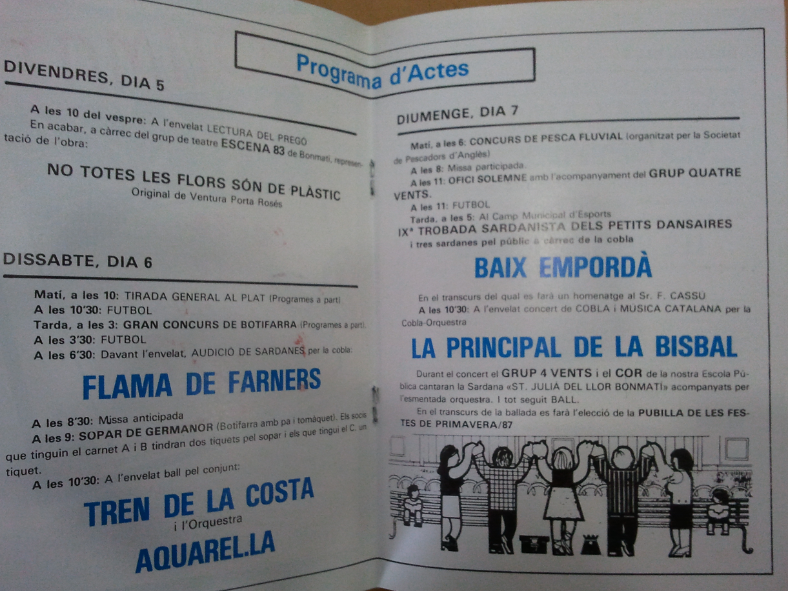 Programa d'Actes
DIVENDRES, DIA 5
A les 10 del vespre: A l'envelat LECTURA DEL PREGÓ
En acabar, a càrrec del grup de teatre ESCENA 83 de Bonmatí, represen-
tació de l'obra:
NO TOTES LES FLORS SÓN DE PLÀSTIC
Original de Ventura Porta Rosés
DISSABTE, DIA 6
Matí, a les 10: TIRADA GENERAL AL PLAT (Programes a part)
A les 10'30: FUTBOL
Tarda, a les 3: GRAN CONCURS DE BOTIFARRA (Programes a part)
A les 3'30: FUTBOL
A les 6'30: Davant l'envelat, AUDICIÓ DE SARDANES per la cobla:
FLAMA DE FARNERS
A les 8'30: Missa anticipada
A les 9: SOPAR DE GERMANOR (Botifarra amb pa i tomàquet). Els socis
que tinguin el carnet A i B tindran dos tiquets pel sopar i els que tingui el C, un
tiquet.
A les 10'30: A l'envelat ball pel conjunt:
TREN DE LA COSTA
i l'Orquestra
AQUAREL.LA
DIUMENGE, DIA 7
Matí, a les 6: CONCURS DE PESCA FLUVIAL (organitzat per la Societat
de Pescadors d'Anglès)
A les 8: Missa participada.
A les 11: OFICI SOLEMNE amb l'acompanyament del GRUP QUATRE
VENTS.
A les 11: FUTBOL
Tarda, a les 5: Al Camp Municipal d'Esports
IXª TROBADA SARDANISTA DELS PETITS DANSAIRES
i tres sardanes pel públic a càrrec de la cobla
BAIX EMPORDÀ
En el transcurs del qual es farà un homenatge al Sr. F. CASSÚ
A les 10'30: A l'envelat concert de COBLA i MUSICA CATALANA per la
Cobla-Orquestra
LA PRINCIPAL DE LA BISBAL
Durant el concert el GRUP 4 VENTS i el COR de la nostra Escola Pú-
blica cantaran la Sardana «ST. JULIA DEL LLOR BONMATÍ» acompanyats per
l'esmentada orquestra. I tot seguit BALL.
En el transcurs de la ballada es farà l'elecció de la PUBILLA DE LES FES-
TES DE PRIMAVERA/87